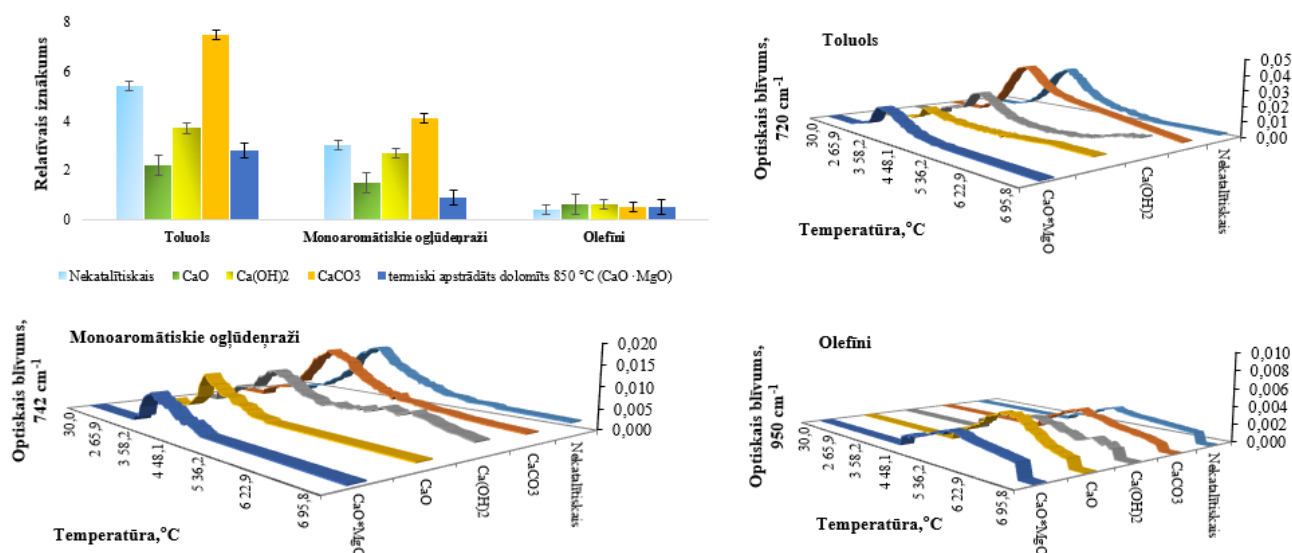 8
6
4
2
0
Relatīvais iznākums
Toluols
Monoaromātiskie ogļūdeņraži
Olefīni
Nekatalītiskais
CaO
Ca(OH)2
CaCO3
termiski apstrādāts dolomīts 850 °C (CaO ·MgO)
Toluols
Optiskais blīvums,
720 cm⁻¹
0,05
0,04
0,03
0,02
0,01
0,00
30,0
2 65,9
3 58,2
4 48,1
5 36,2
6 22,9
6 95,8
Temperatūra,°C
CaO*MgO
Ca(OH)2
Nekatalītiskais
Monoaromātiskie ogļūdeņraži
Optiskais blīvums,
742 cm⁻¹
0,020
0,015
0,010
0,005
0,000
30,0
2 65,9
3 58,2
4 48,1
5 36,2
6 22,9
6 95,8
Temperatūra,°C
CaO*MgO
CaO
Ca(OH)2
CaCO3
Nekatalītiskais
Olefīni
Optiskais blīvums,
950 cm⁻¹
0,010
0,008
0,006
0,004
0,002
0,000
30,0
2 65,9
3 58,2
4 48,1
5 36,2
6 22,9
6 95,8
Temperatūra,°C
CaO*MgO
CaO
Ca(OH)2
CaCO3
Nekatalītiskais